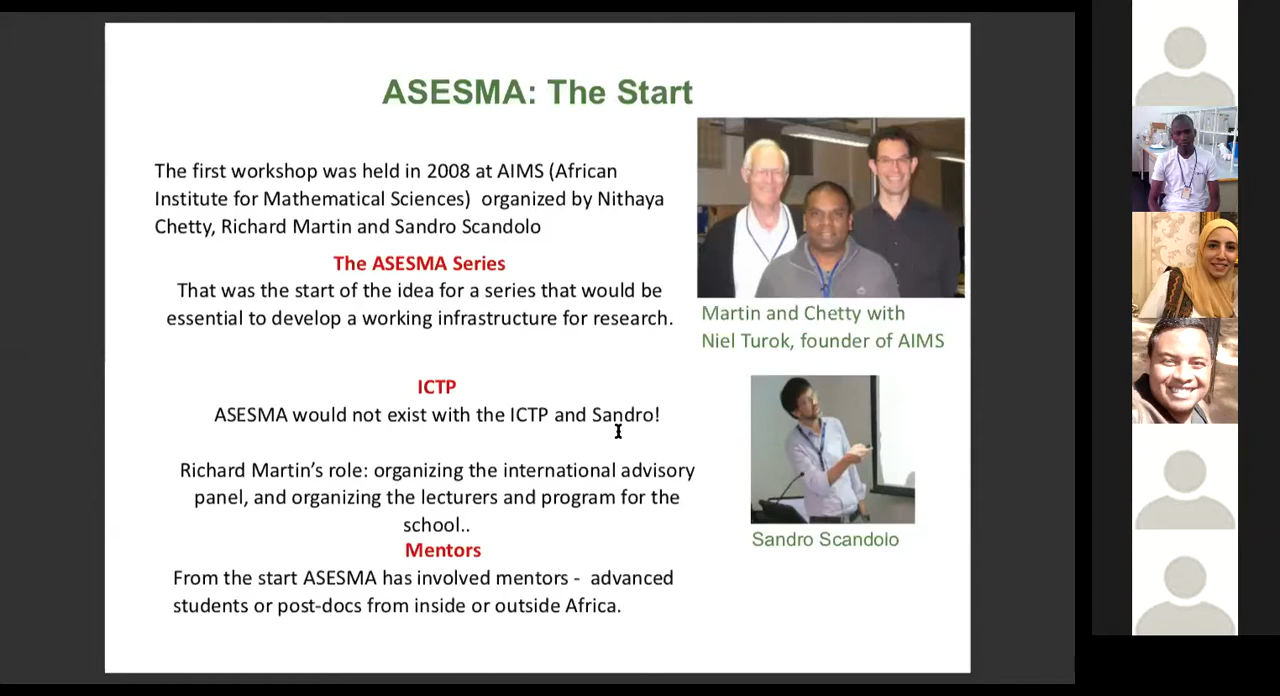 ASESMA: The Start
The first workshop was held in 2008 at AIMS (African
Institute for Mathematical Sciences)  organized by Nithaya
Chetty, Richard Martin and Sandro Scandolo
The ASESMA Series
That was the start of the idea for a series that would be
essential to develop a working infrastructure for research.
Martin and Chetty with
Niel Turok, founder of AIMS
ICTP
ASESMA would not exist with the ICTP and Sandro!
Richard Martin’s role: organizing the international advisory
panel, and organizing the lecturers and program for the
school..
Sandro Scandolo
Mentors
From the start ASESMA has involved mentors -  advanced
students or post-docs from inside or outside Africa.